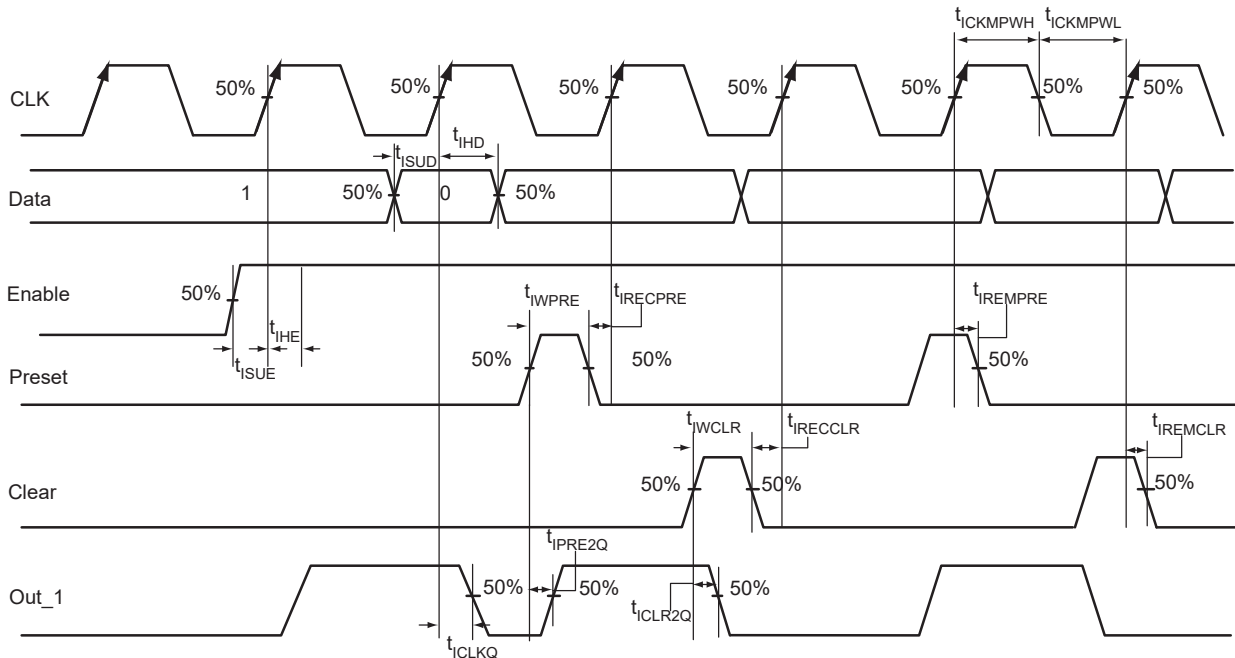 tICKMPWH tICKMPWL
CLK 50% 50% 50% 50% 50% 50% 50%
tISUD tIHD
Data 1 50% 0 50%
Enable 50%
tIHE
tISUE
tIWPRE tIRECPRE tIREMPRE
Preset 50% 50% 50%
tIWCLR tIRECCLR tIREMCLR
Clear 50% 50% 50%
tIPRE2Q
Out_1 50% 50% 50%
tICLR2Q
tICLKQ